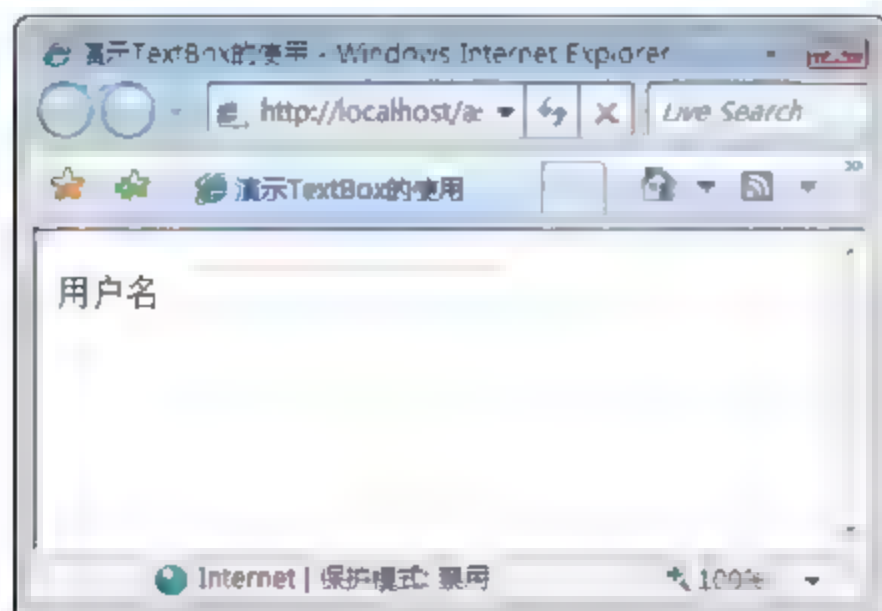 演示TextBox的使用 - Windows Internet Explorer
http://localhost/a Live Search
演示TextBox的使用
用户名
Internet | 保护模式: 禁用 100%